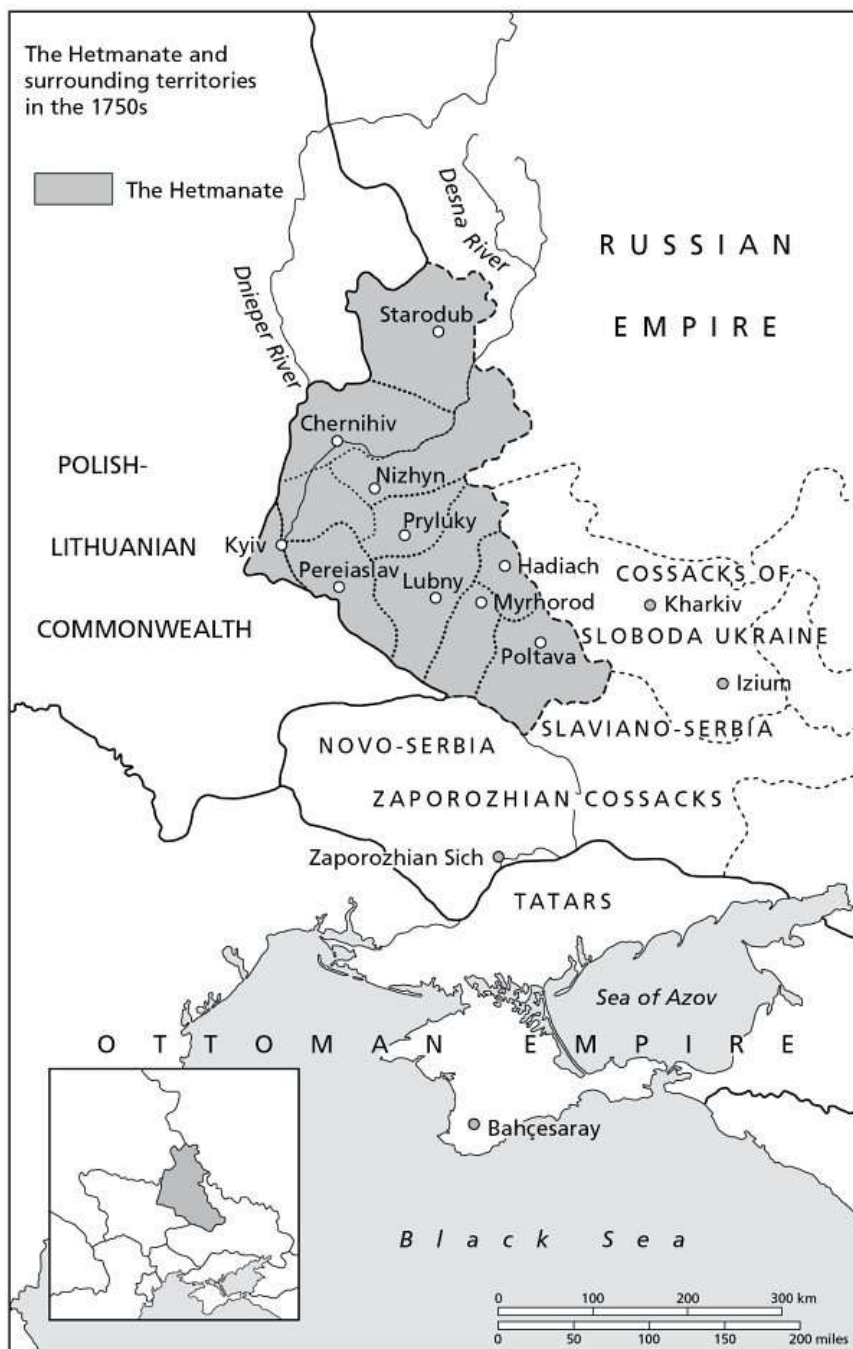 The Hetmanate and
surrounding territories
in the 1750s
The Hetmanate
Desna River
Dnieper River
RUSSIAN
EMPIRE
Starodub
Chernihiv
POLISH-
LITHUANIAN
COMMONWEALTH
Nizhyn
Pryluky
Kyiv
Pereiaslav
Lubny
Hadiach
Myrhorod
Poltava
COSSACKS OF
Kharkiv
SLOBODA UKRAINE
Izium
SLAVIANO-SERBIA
NOVO-SERBIA
ZAPOROZHIAN COSSACKS
Zaporozhian Sich
TATARS
Sea of Azov
OTTOMAN EMPIRE
Bahçesaray
Black Sea
0 100 200 300 km
0 50 100 150 200 miles